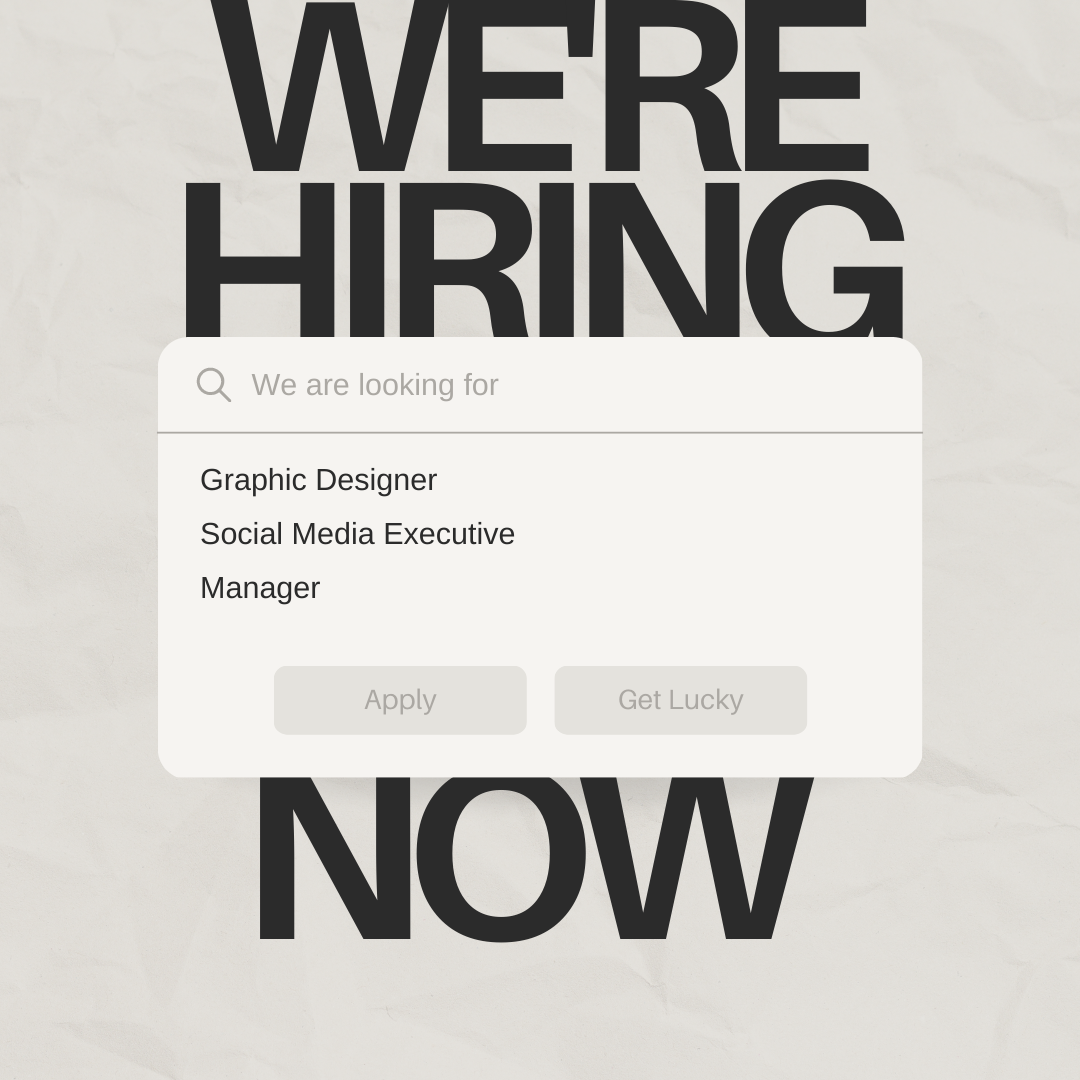 WE'RE
HIRING
We are looking for
Graphic Designer
Social Media Executive
Manager
Apply
Get Lucky
NOW